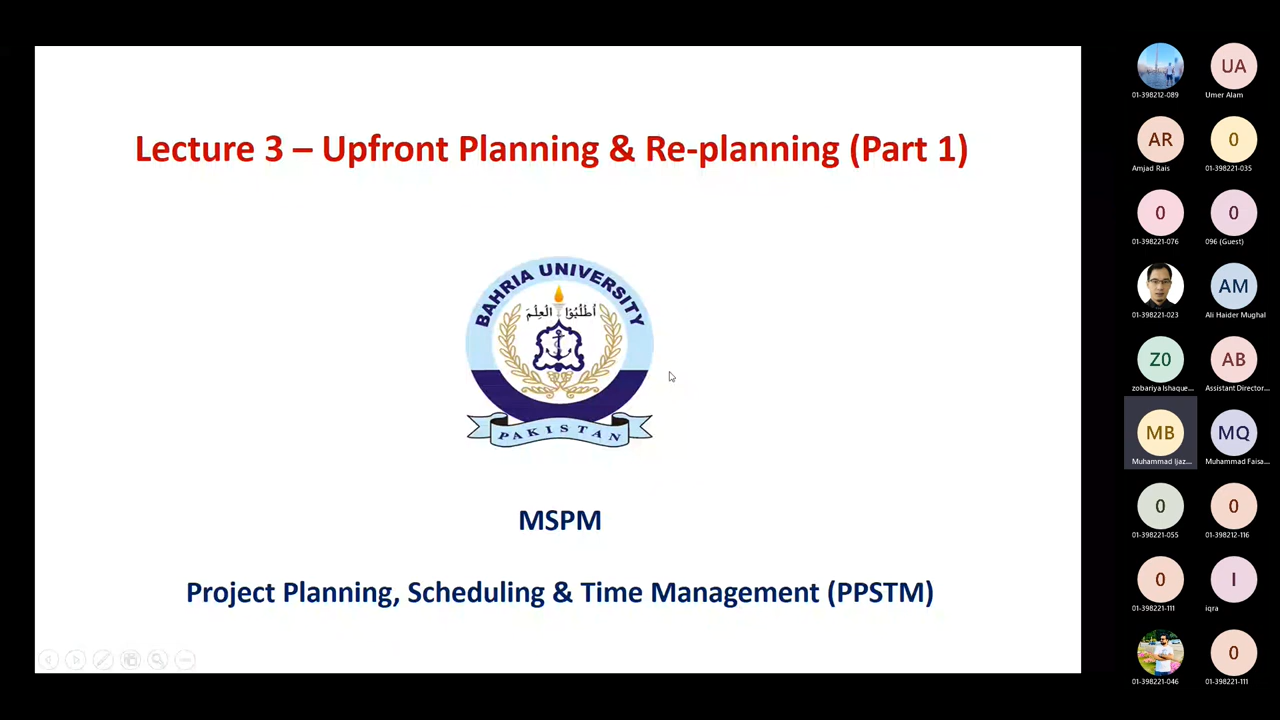 Lecture 3 – Upfront Planning & Re-planning (Part 1)
BAHRIA UNIVERSITY
اُطْلُبُوْا الْعِلْمَ
PAKISTAN
MSPM
Project Planning, Scheduling & Time Management (PPSTM)
01-398212-089
UA
Umer Alam
AR
Amjad Rais
0
01-398221-035
0
01-398221-076
0
096 (Guest)
01-398221-023
AM
Ali Haider Mughal
Z0
zobariya Ishaque...
AB
Assistant Director...
MB
Muhammad Ijaz...
MQ
Muhammad Faisa...
0
01-398221-055
0
01-398212-116
0
01-398221-111
I
iqra
01-398221-046
0
01-398221-111